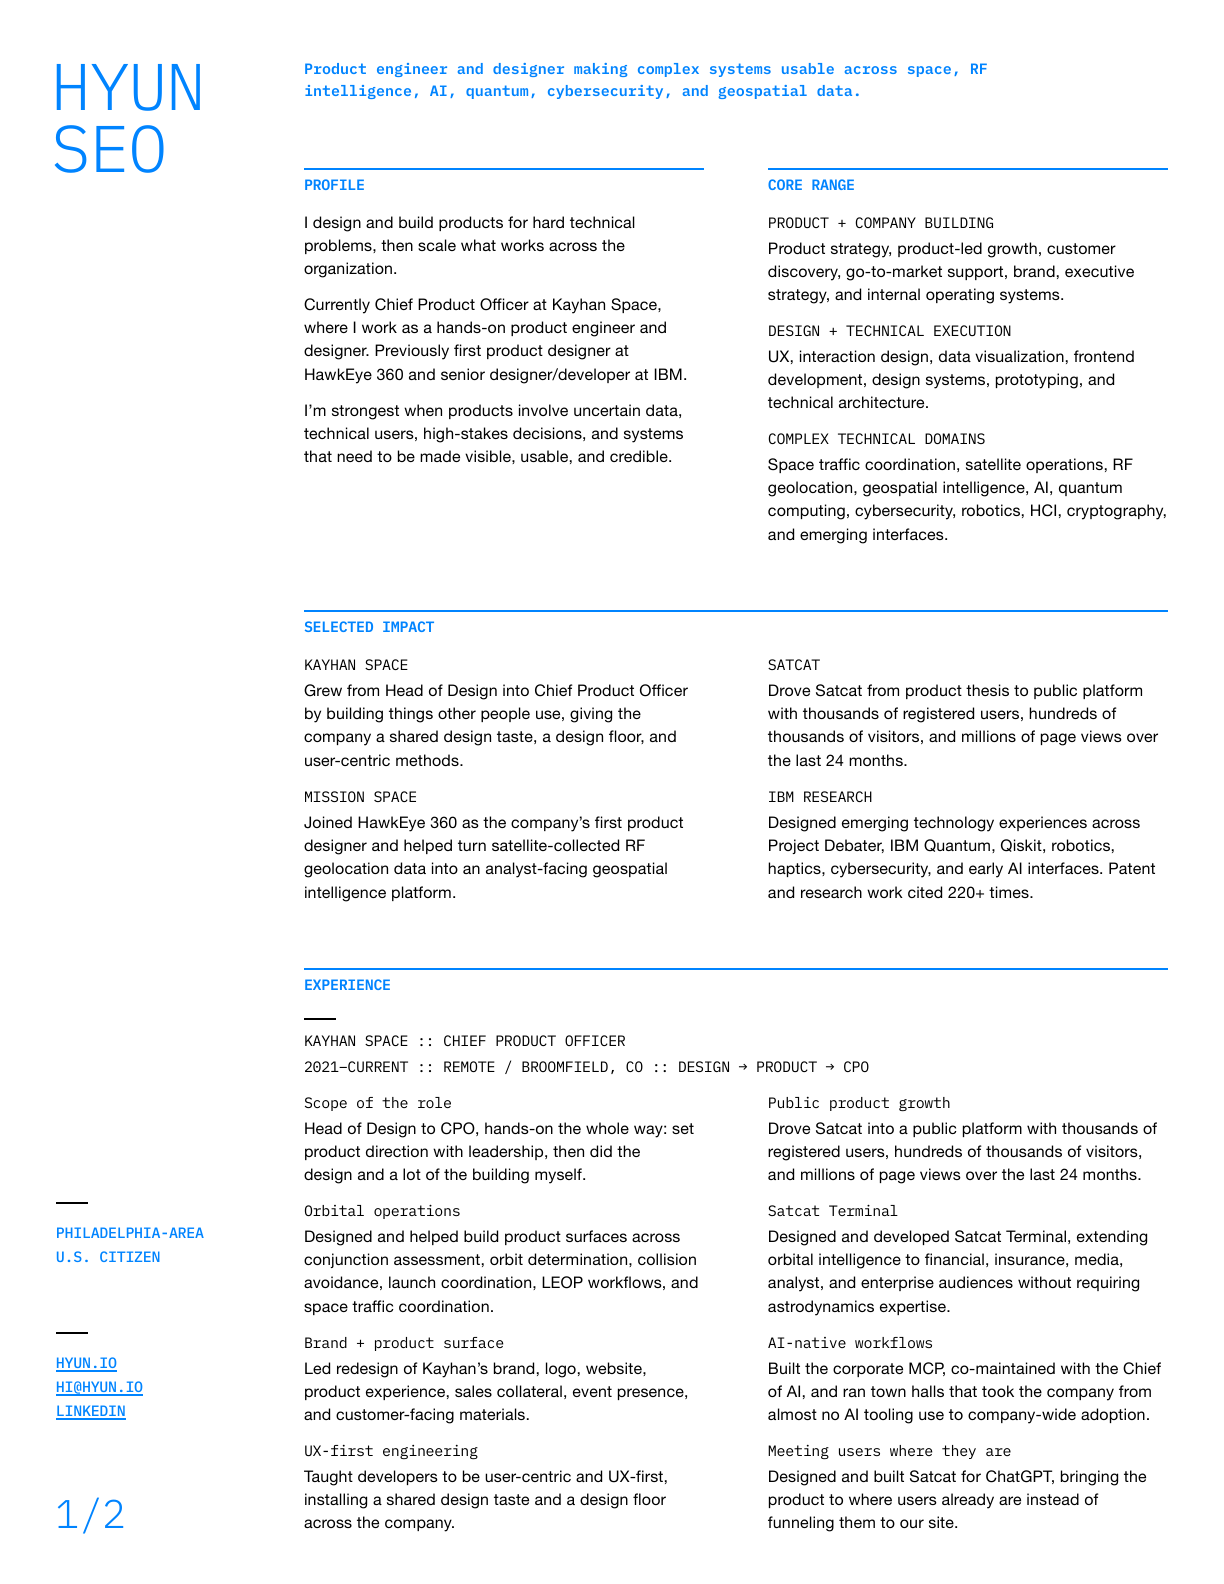 HYUN
SEO
Product engineer and designer making complex systems usable across space, RF
intelligence, AI, quantum, cybersecurity, and geospatial data.
PROFILE
I design and build products for hard technical
problems, then scale what works across the
organization.
Currently Chief Product Officer at Kayhan Space,
where I work as a hands-on product engineer and
designer. Previously first product designer at
HawkEye 360 and senior designer/developer at IBM.
I’m strongest when products involve uncertain data,
technical users, high-stakes decisions, and systems
that need to be made visible, usable, and credible.
CORE RANGE
PRODUCT + COMPANY BUILDING
Product strategy, product-led growth, customer
discovery, go-to-market support, brand, executive
strategy, and internal operating systems.
DESIGN + TECHNICAL EXECUTION
UX, interaction design, data visualization, frontend
development, design systems, prototyping, and
technical architecture.
COMPLEX TECHNICAL DOMAINS
Space traffic coordination, satellite operations, RF
geolocation, geospatial intelligence, AI, quantum
computing, cybersecurity, robotics, HCI, cryptography,
and emerging interfaces.
SELECTED IMPACT
KAYHAN SPACE
Grew from Head of Design into Chief Product Officer
by building things other people use, giving the
company a shared design taste, a design floor, and
user-centric methods.
MISSION SPACE
Joined HawkEye 360 as the company’s first product
designer and helped turn satellite-collected RF
geolocation data into an analyst-facing geospatial
intelligence platform.
SATCAT
Drove Satcat from product thesis to public platform
with thousands of registered users, hundreds of
thousands of visitors, and millions of page views over
the last 24 months.
IBM RESEARCH
Designed emerging technology experiences across
Project Debater, IBM Quantum, Qiskit, robotics,
haptics, cybersecurity, and early AI interfaces. Patent
and research work cited 220+ times.
EXPERIENCE
KAYHAN SPACE :: CHIEF PRODUCT OFFICER
2021–CURRENT :: REMOTE / BROOMFIELD, CO :: DESIGN → PRODUCT → CPO
Scope of the role
Head of Design to CPO, hands-on the whole way: set
product direction with leadership, then did the
design and a lot of the building myself.
Orbital operations
Designed and helped build product surfaces across
conjunction assessment, orbit determination, collision
avoidance, launch coordination, LEOP workflows, and
space traffic coordination.
Brand + product surface
Led redesign of Kayhan’s brand, logo, website,
product experience, sales collateral, event presence,
and customer-facing materials.
UX-first engineering
Taught developers to be user-centric and UX-first,
installing a shared design taste and a design floor
across the company.
Public product growth
Drove Satcat into a public platform with thousands of
registered users, hundreds of thousands of visitors,
and millions of page views over the last 24 months.
Satcat Terminal
Designed and developed Satcat Terminal, extending
orbital intelligence to financial, insurance, media,
analyst, and enterprise audiences without requiring
astrodynamics expertise.
AI-native workflows
Built the corporate MCP, co-maintained with the Chief
of AI, and ran town halls that took the company from
almost no AI tooling use to company-wide adoption.
Meeting users where they are
Designed and built Satcat for ChatGPT, bringing the
product to where users already are instead of
funneling them to our site.
PHILADELPHIA-AREA
U.S. CITIZEN
HYUN.IO
HI@HYUN.IO
LINKEDIN
1/2